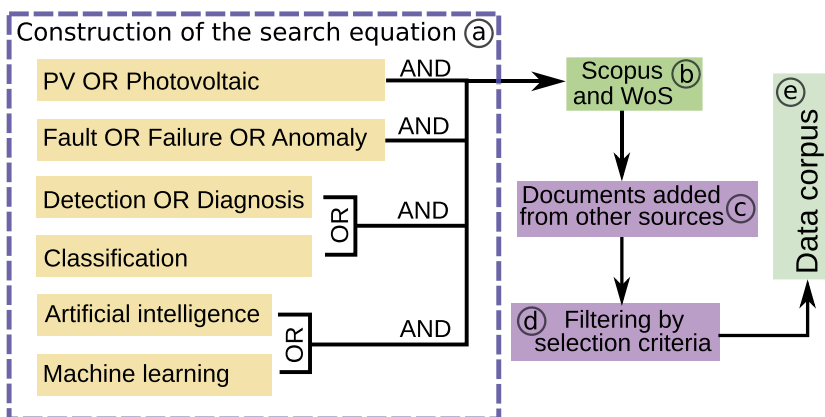 Construction of the search equation a
PV OR Photovoltaic
AND
Fault OR Failure OR Anomaly
AND
Detection OR Diagnosis
OR
AND
Classification
Artificial intelligence
OR
AND
Machine learning
Scopus b
and WoS
Documents added
from other sources c
d Filtering by
selection criteria
e
Data corpus